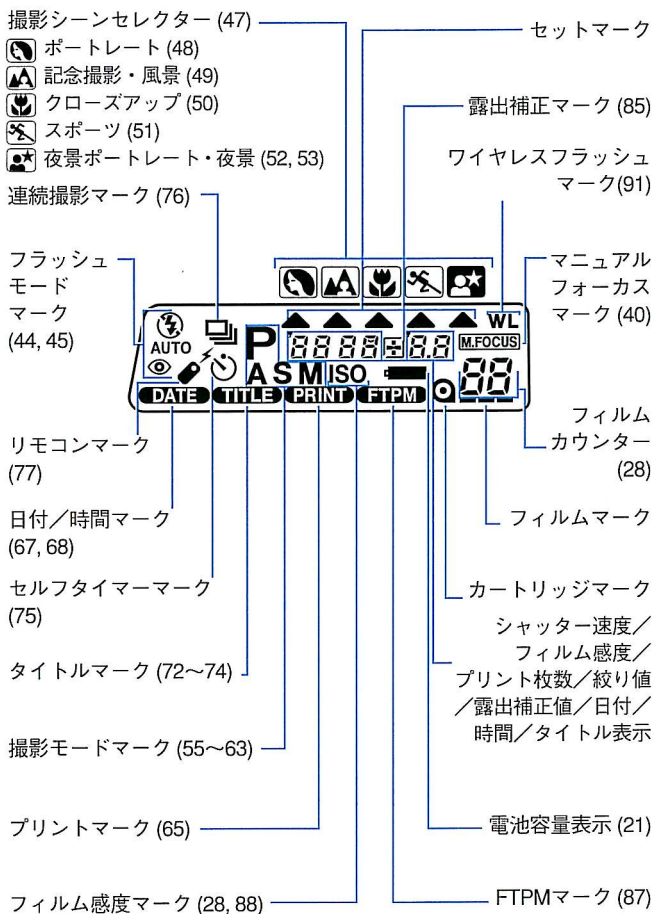 撮影シーンセレクター (47)
ポートレート (48)
記念撮影・風景 (49)
クローズアップ (50)
スポーツ (51)
夜景ポートレート・夜景 (52, 53)
連続撮影マーク (76)
フラッシュ
モード
マーク
(44, 45)
リモコンマーク
(77)
日付／時間マーク
(67, 68)
セルフタイマーマーク
(75)
タイトルマーク (72〜74)
撮影モードマーク (55〜63)
プリントマーク (65)
フィルム感度マーク (28, 88)
AUTO
P
8888
8.8
WL
M.FOCUS
A S M
ISO
88
DATE
TITLE
PRINT
FTPM
セットマーク
露出補正マーク (85)
ワイヤレスフラッシュ
マーク(91)
マニュアル
フォーカス
マーク (40)
フィルム
カウンター
(28)
フィルムマーク
カートリッジマーク
シャッター速度／
フィルム感度／
プリント枚数／絞り値
／露出補正値／日付／
時間／タイトル表示
電池容量表示 (21)
FTPMマーク (87)